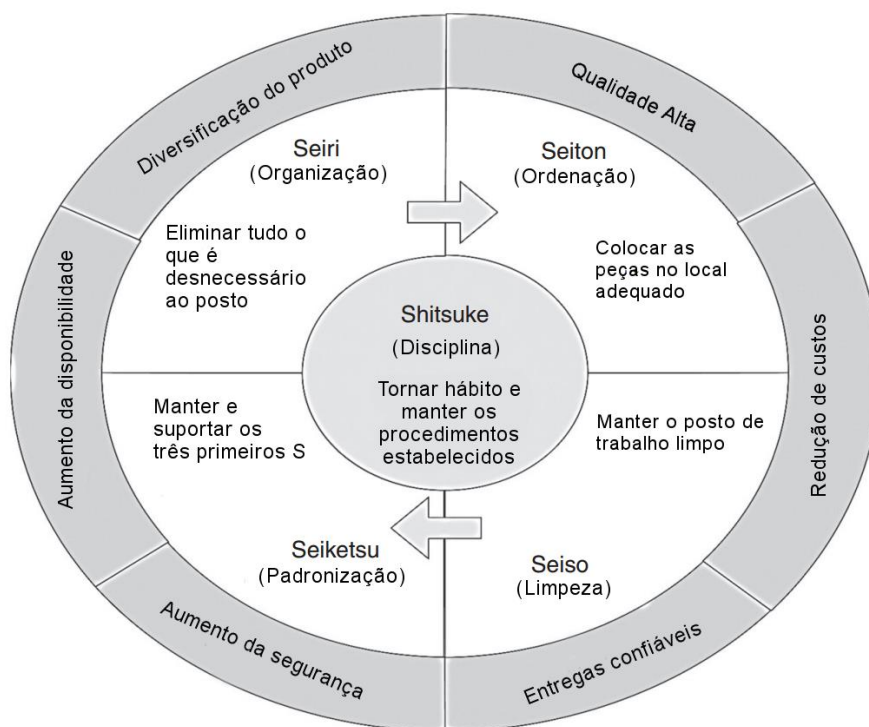 Diversificação do produto
Qualidade Alta
Seiri
(Organização)
Eliminar tudo o
que é
desnecessário
ao posto
Seiton
(Ordenação)
Colocar as
peças no local
adequado
Aumento da disponibilidade
Shitsuke
(Disciplina)
Tornar hábito e
manter os
procedimentos
estabelecidos
Redução de custos
Manter e
suportar os
três primeiros S
Seiketsu
(Padronização)
Manter o posto de
trabalho limpo
Seiso
(Limpeza)
Aumento da segurança
Entregas confiáveis